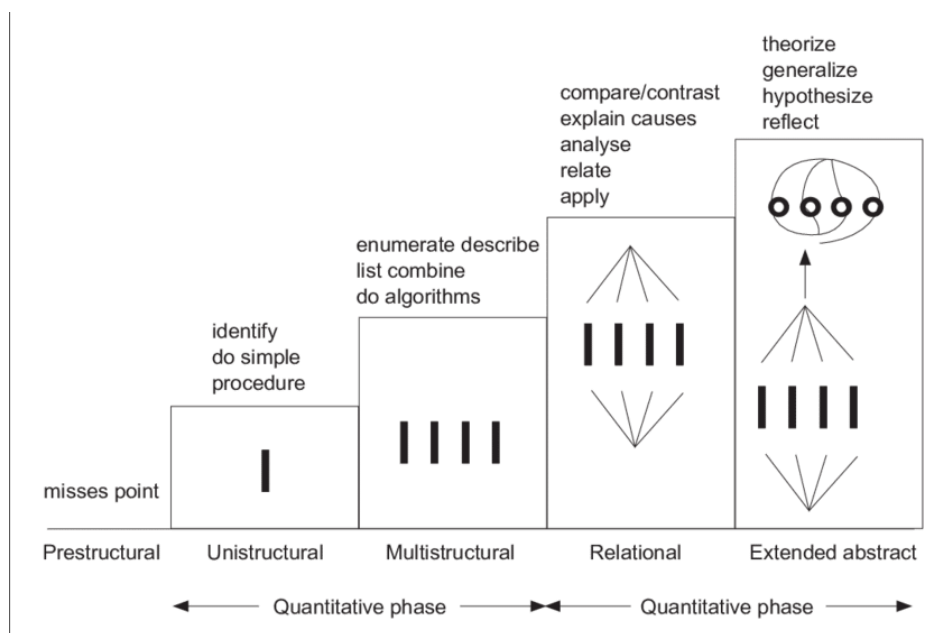 theorize
generalize
hypothesize
reflect
compare/contrast
explain causes
analyse
relate
apply
enumerate describe
list combine
do algorithms
identify
do simple
procedure
misses point
Prestructural
Unistructural
Multistructural
Relational
Extended abstract
Quantitative phase
Quantitative phase